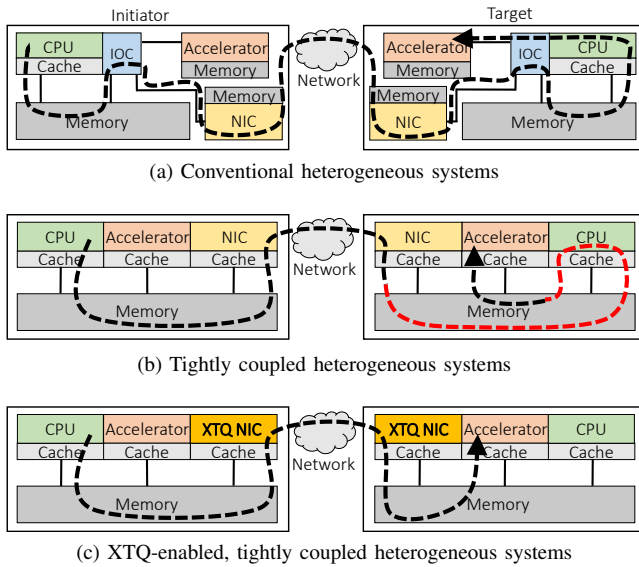 Initiator
Target
CPU
IOC
Cache
Accelerator
Memory
Memory
NIC
Memory
Network
Accelerator
Memory
IOC
CPU
Cache
Memory
NIC
Memory
(a) Conventional heterogeneous systems
CPU
Accelerator
NIC
Cache
Cache
Cache
Memory
Network
NIC
Accelerator
CPU
Cache
Cache
Cache
Memory
(b) Tightly coupled heterogeneous systems
CPU
Accelerator
XTQ NIC
Cache
Cache
Cache
Memory
Network
XTQ NIC
Accelerator
CPU
Cache
Cache
Cache
Memory
(c) XTQ-enabled, tightly coupled heterogeneous systems